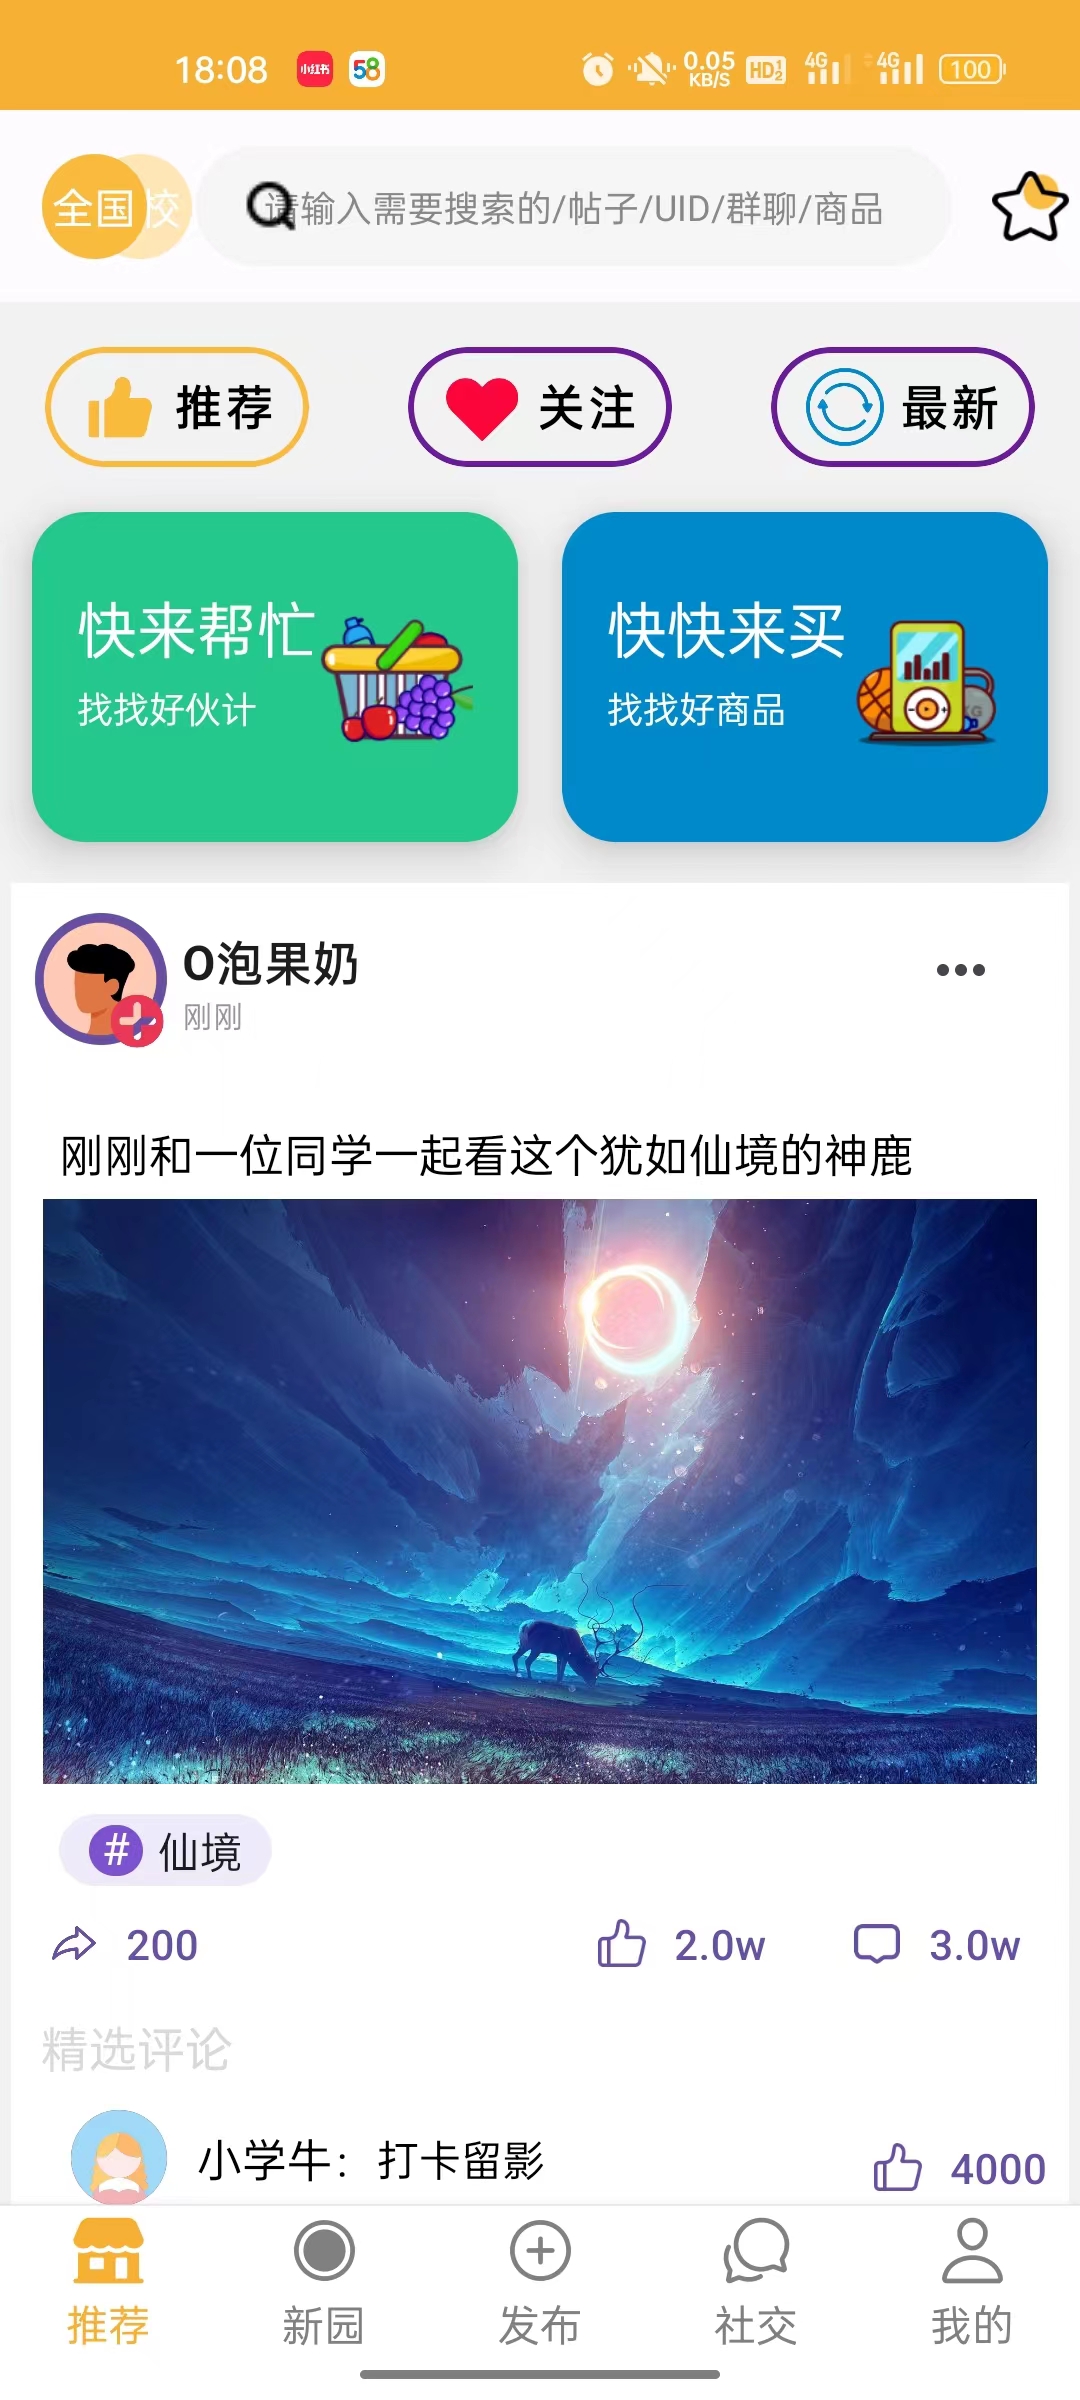 18:08 小红书 58 0.05 KB/S HD 1 2 4G 4G 100
全国 校 请输入需要搜索的/帖子/UID/群聊/商品
推荐 关注 最新
快来帮忙 快快来买
找找好伙计 找找好商品
KG
O泡果奶
刚刚
刚刚和一位同学一起看这个犹如仙境的神鹿
# 仙境
200 2.0w 3.0w
精选评论
小学牛：打卡留影 4000
推荐 新园 发布 社交 我的